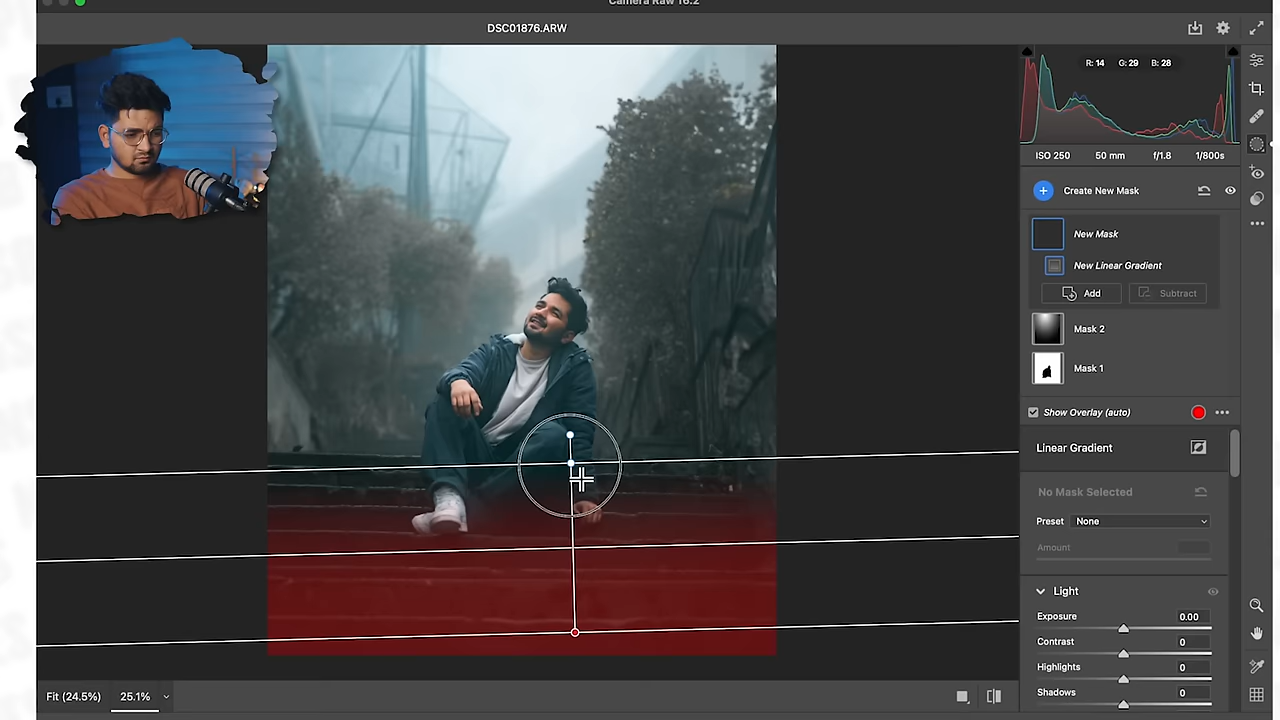 Camera Raw 16.2
DSC01876.ARW
R: 14 G: 29 B: 28
ISO 250 50 mm f/1.8 1/800s
Create New Mask
New Mask
New Linear Gradient
Add Subtract
Mask 2
Mask 1
Show Overlay (auto)
Linear Gradient
No Mask Selected
Preset None
Amount
Light
Exposure 0.00
Contrast 0
Highlights 0
Shadows 0
Fit (24.5%) 25.1%